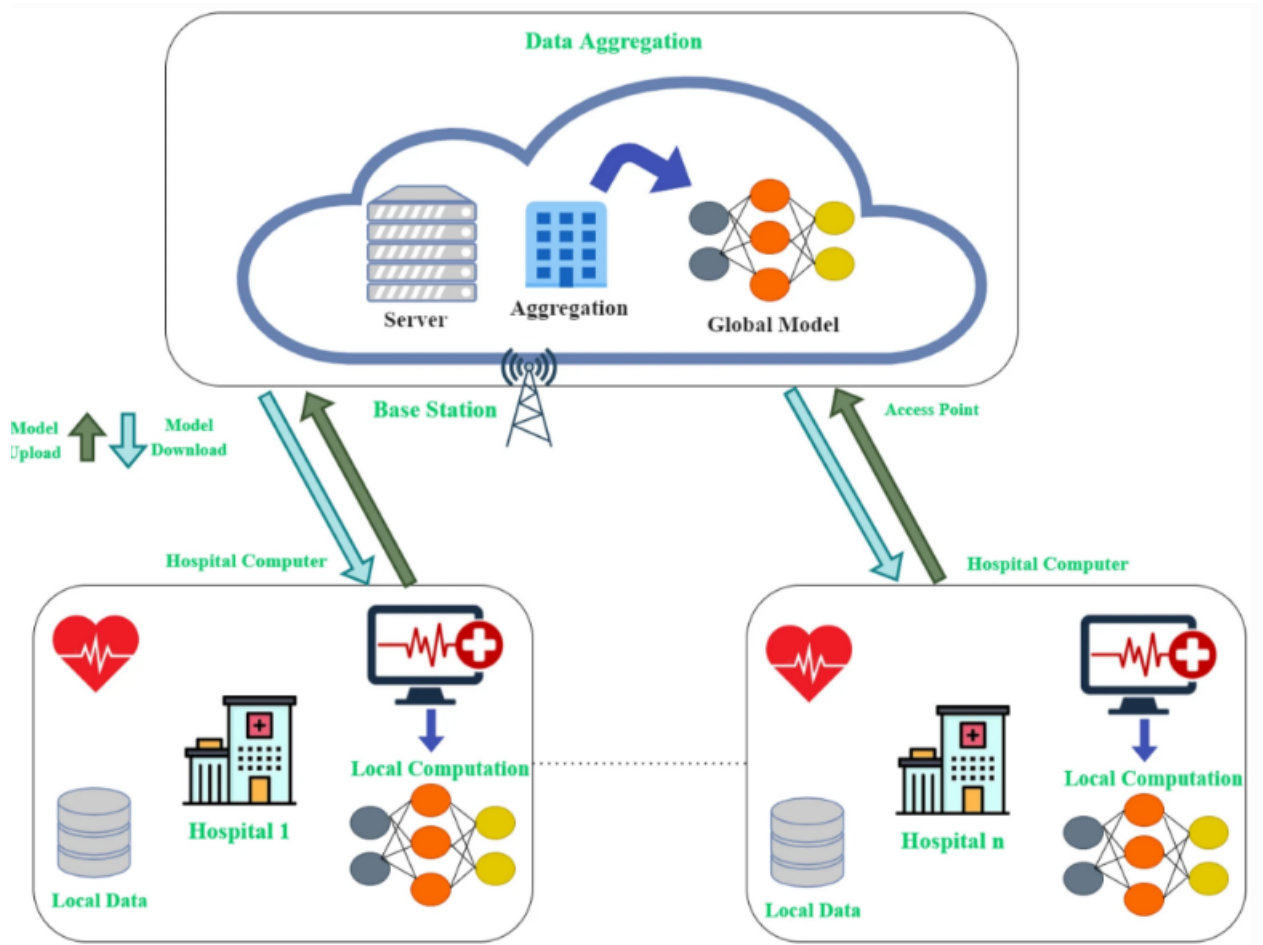 Data Aggregation
Server
Aggregation
Global Model
Base Station
Access Point
Model
Upload
Model
Download
Hospital Computer
Hospital Computer
Local Computation
Hospital 1
Local Data
Local Computation
Hospital n
Local Data